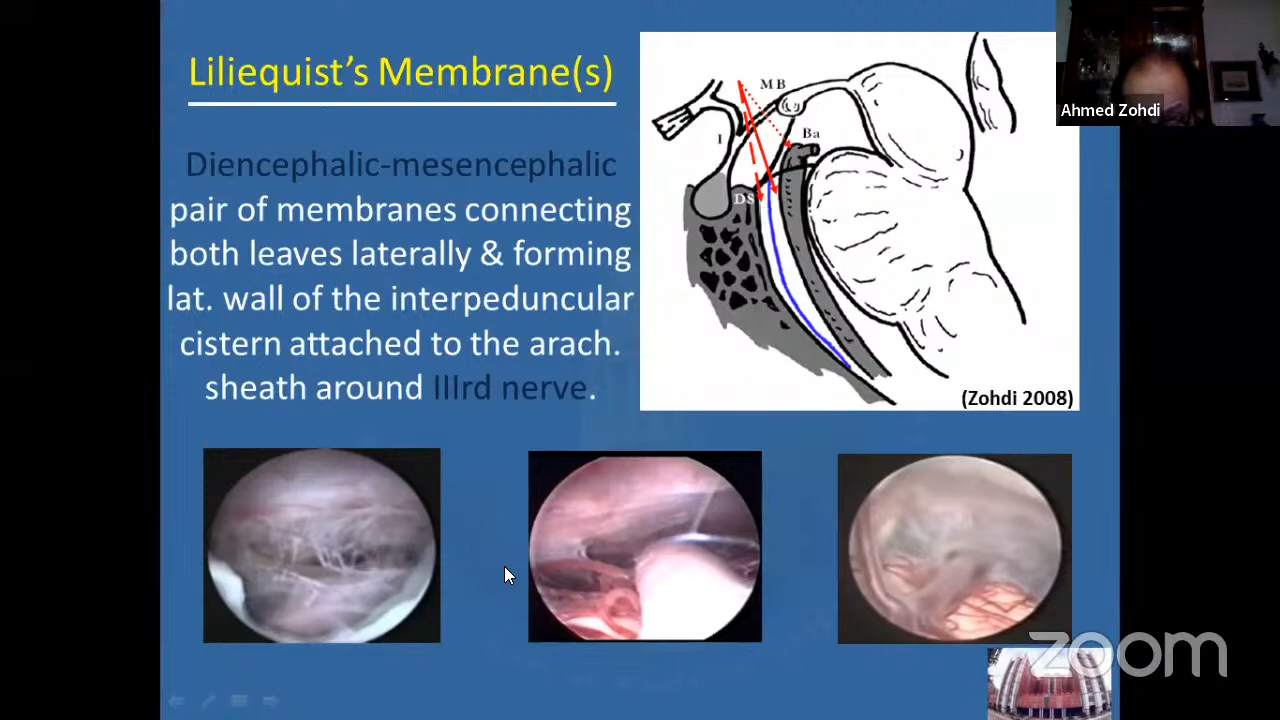 Liliequist's Membrane(s)
Diencephalic-mesencephalic
pair of membranes connecting
both leaves laterally & forming
lat. wall of the interpeduncular
cistern attached to the arach.
sheath around IIIrd nerve.
MB
I
Ba
DS
(Zohdi 2008)
Ahmed Zohdi
zoom